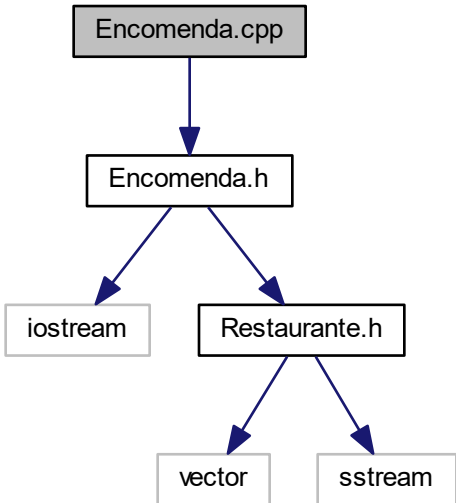 Encomenda.cpp
Encomenda.h
iostream
Restaurante.h
vector
sstream